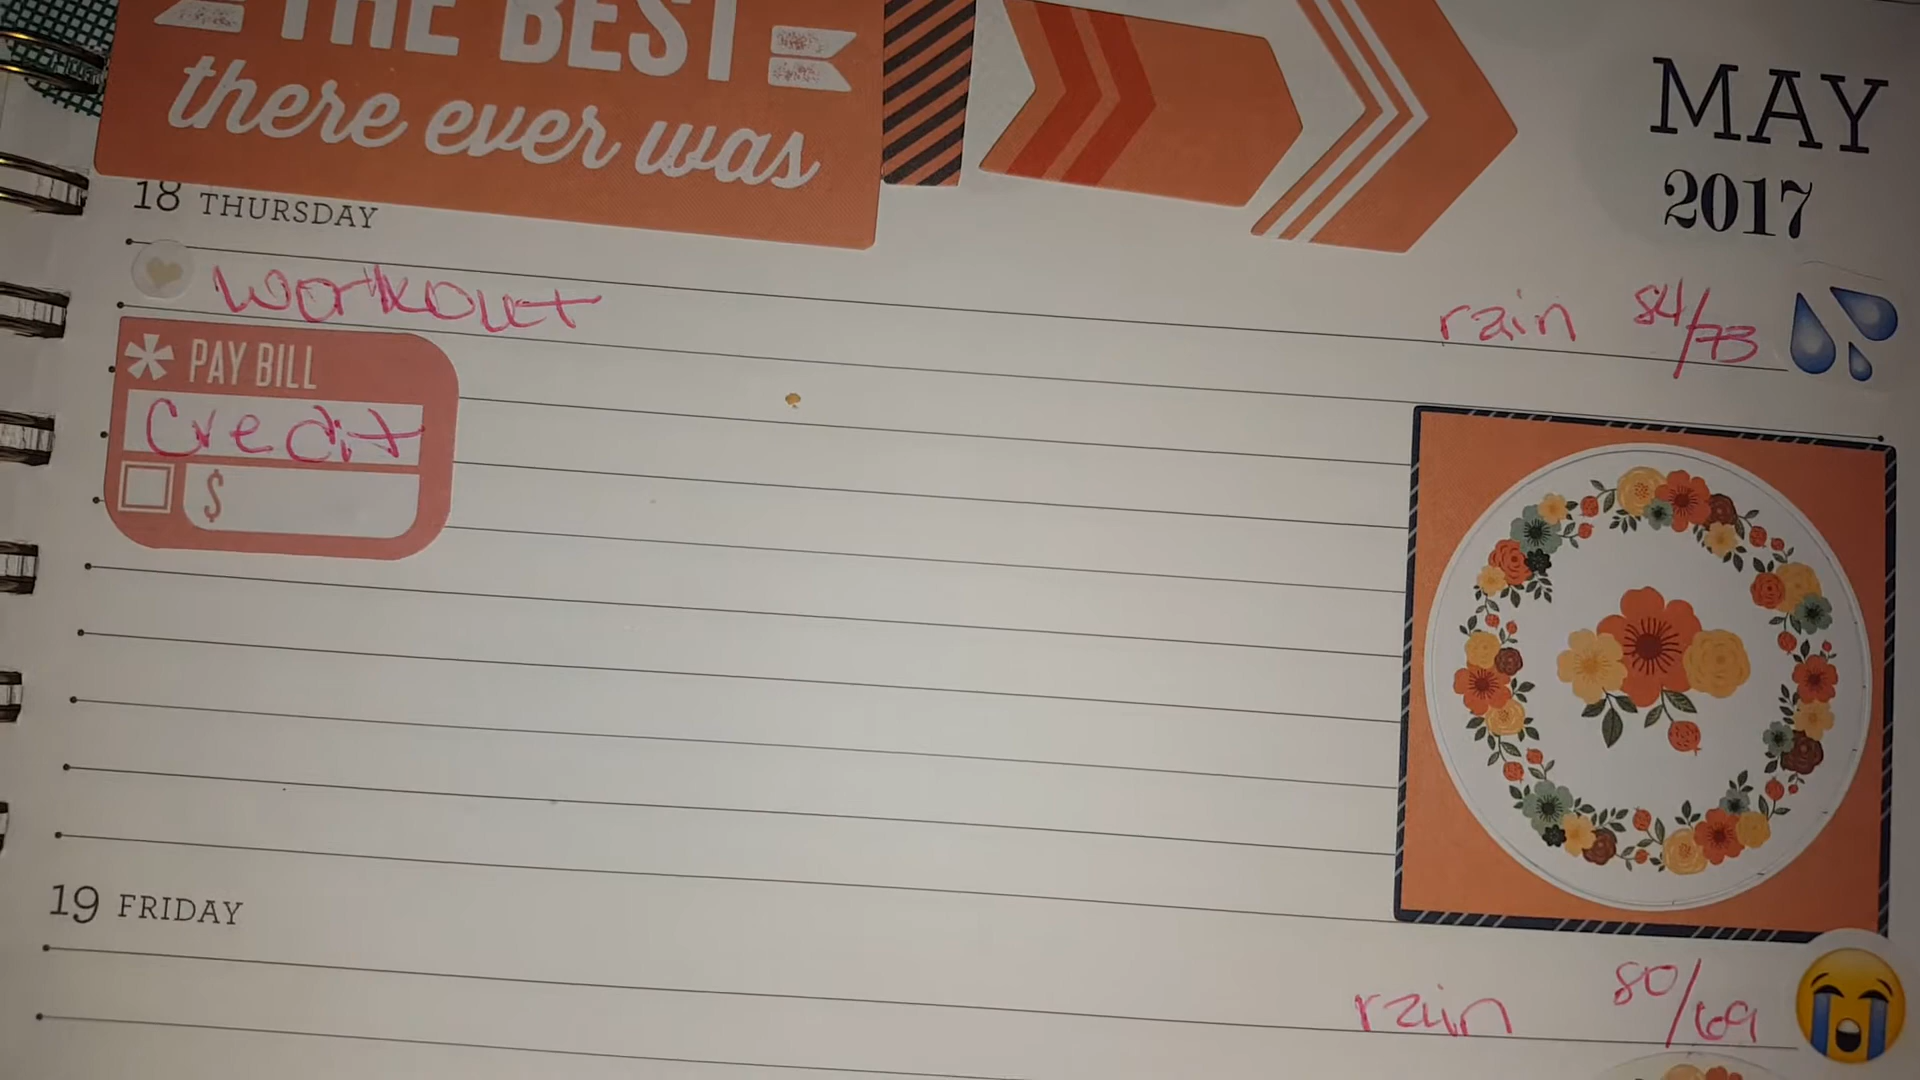 THE BEST
there ever was
MAY
2017
18 THURSDAY
workout
rain 84/73
PAY BILL
Credit
$
19 FRIDAY
rain 80/69